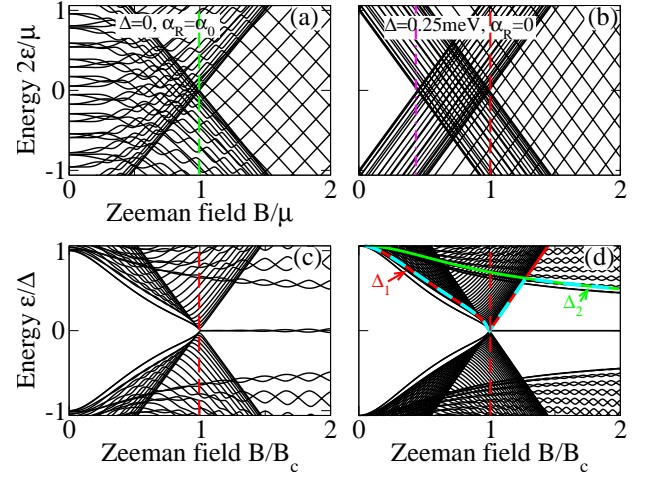 (a) (b)
Δ=0, α_R=α_0 Δ=0.25meV, α_R=0
Energy 2ε/μ
1
0
-1
0 1 2 0 1 2
Zeeman field B/μ Zeeman field B/μ
(c) (d)
Energy ε/Δ
1
0
-1
Δ_1
Δ_2
0 1 2 0 1 2
Zeeman field B/B_c Zeeman field B/B_c